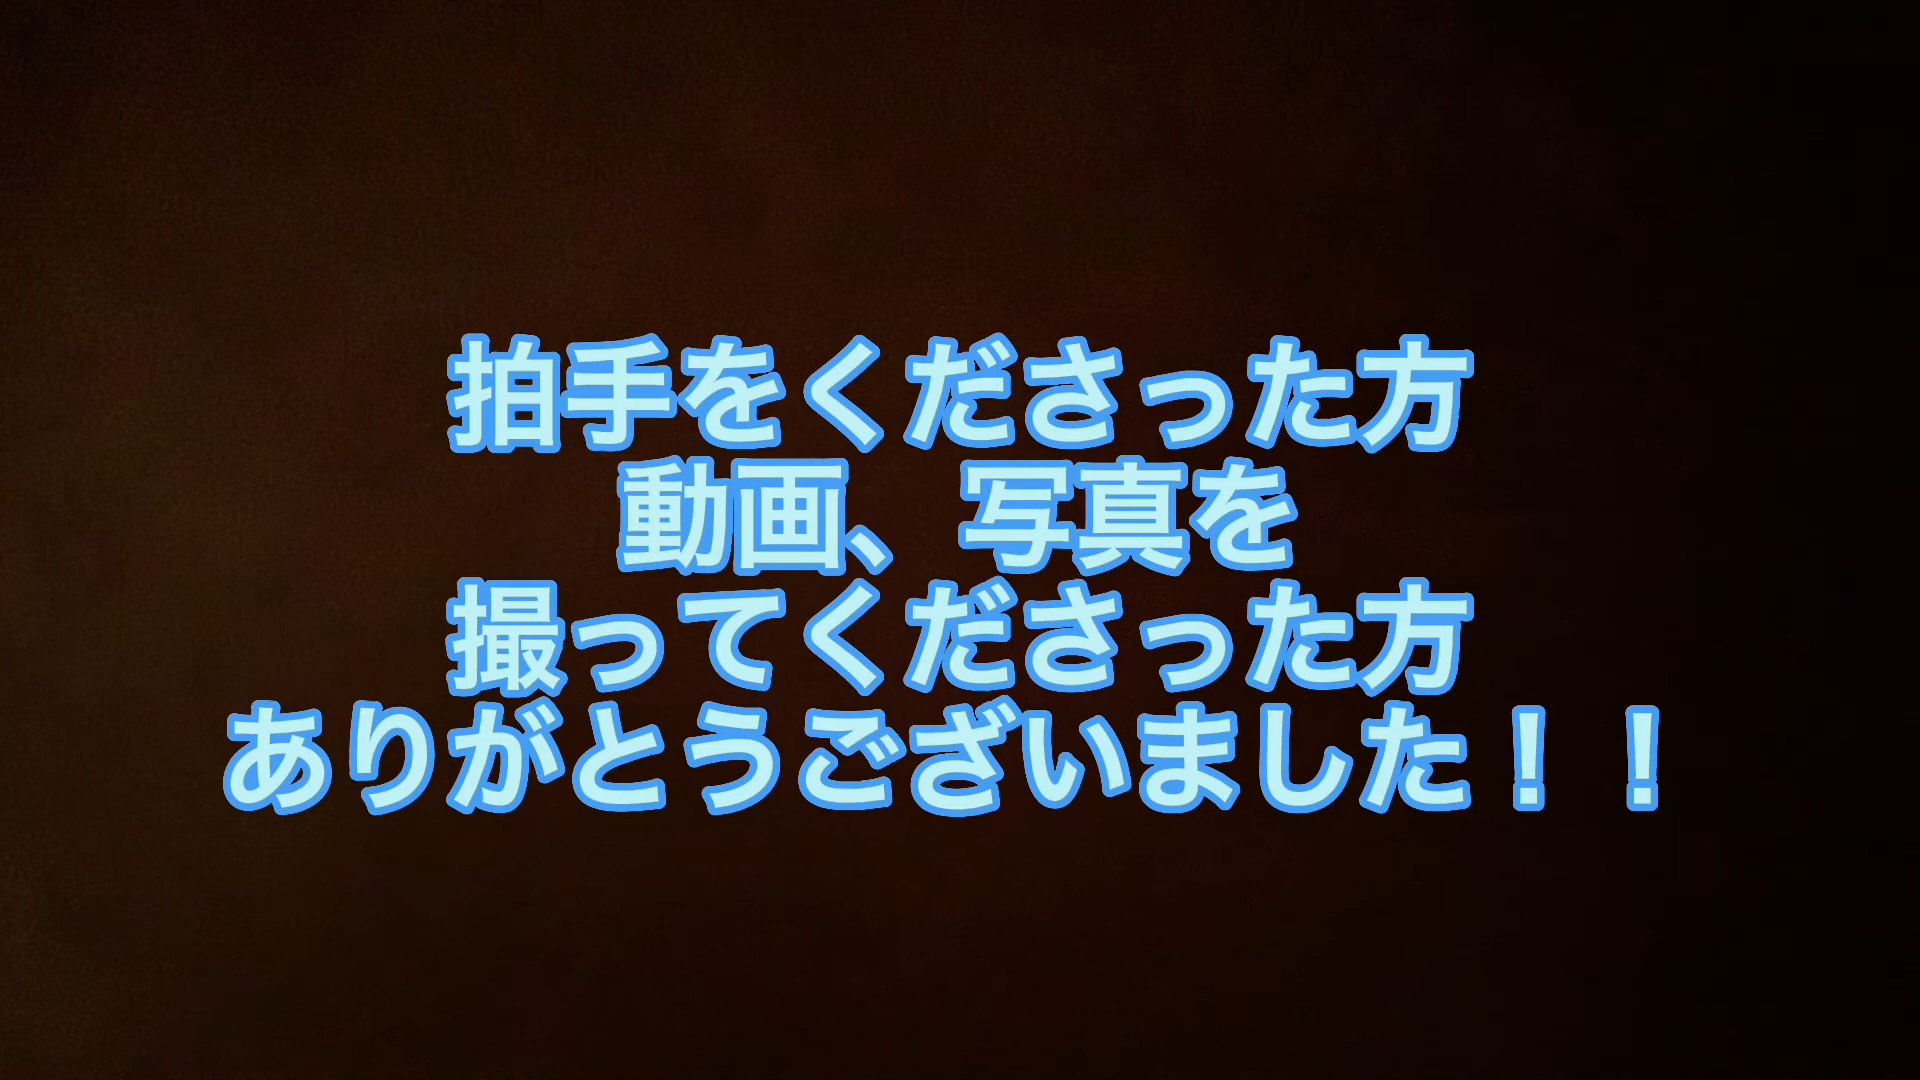 拍手をくださった方
動画、写真を
撮ってくださった方
ありがとうございました！！